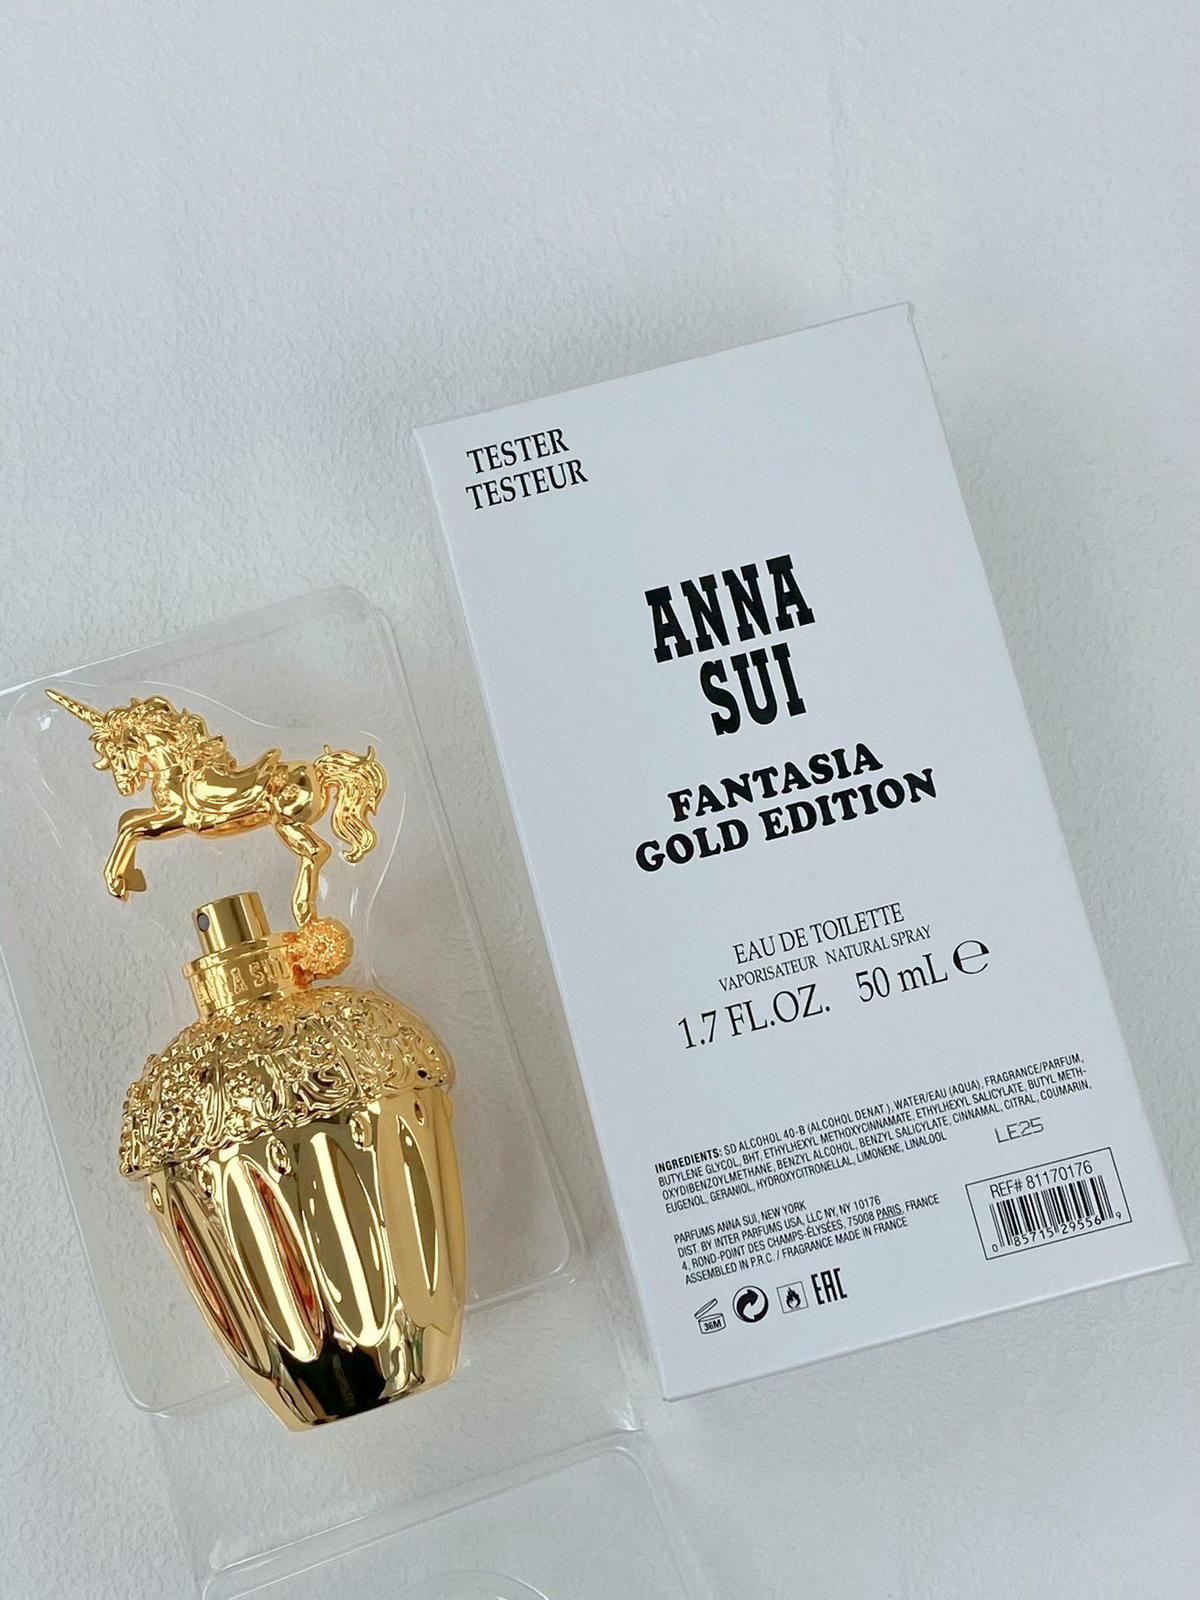 TESTER
TESTEUR
ANNA
SUI
FANTASIA
GOLD EDITION
EAU DE TOILETTE
VAPORISATEUR NATURAL SPRAY
1.7 FL.OZ. 50 mL ℮
INGREDIENTS: SD ALCOHOL 40-B (ALCOHOL DENAT.), WATER/EAU (AQUA), FRAGRANCE/PARFUM,
BUTYLENE GLYCOL, BHT, ETHYLHEXYL METHOXYCINNAMATE, ETHYLHEXYL SALICYLATE, BUTYL METH-
OXYDIBENZOYLMETHANE, BENZYL ALCOHOL, BENZYL SALICYLATE, CINNAMAL, CITRAL, COUMARIN,
EUGENOL, GERANIOL, HYDROXYCITRONELLAL, LIMONENE, LINALOOL
LE25
PARFUMS ANNA SUI, NEW YORK
DIST. BY INTER PARFUMS USA, LLC NY, NY 10176
4, ROND-POINT DES CHAMPS-ÉLYSÉES, 75008 PARIS, FRANCE
ASSEMBLED IN P.R.C. / FRAGRANCE MADE IN FRANCE
REF# 81170176
0 85715 29556 9
36M
EAC
ANNA SUI